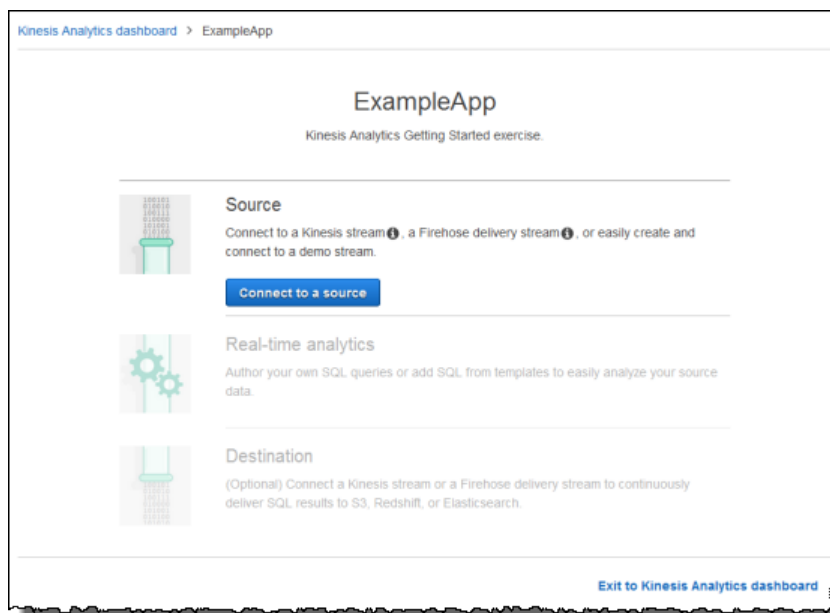 Kinesis Analytics dashboard > ExampleApp
ExampleApp
Kinesis Analytics Getting Started exercise.
Source
Connect to a Kinesis stream, a Firehose delivery stream, or easily create and
connect to a demo stream.
Connect to a source
Real-time analytics
Author your own SQL queries or add SQL from templates to easily analyze your source
data.
Destination
(Optional) Connect a Kinesis stream or a Firehose delivery stream to continuously
deliver SQL results to S3, Redshift, or Elasticsearch.
Exit to Kinesis Analytics dashboard